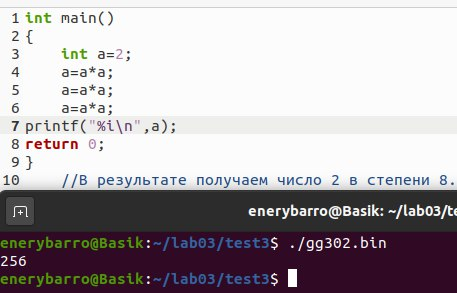 1 int main()
2 {
3     int a=2;
4     a=a*a;
5     a=a*a;
6     a=a*a;
7 printf("%i\n",a);
8 return 0;
9 }
10     //В результате получаем число 2 в степени 8.
enerybarro@Basik: ~/lab03/te
enerybarro@Basik:~/lab03/test3$ ./gg302.bin
256
enerybarro@Basik:~/lab03/test3$